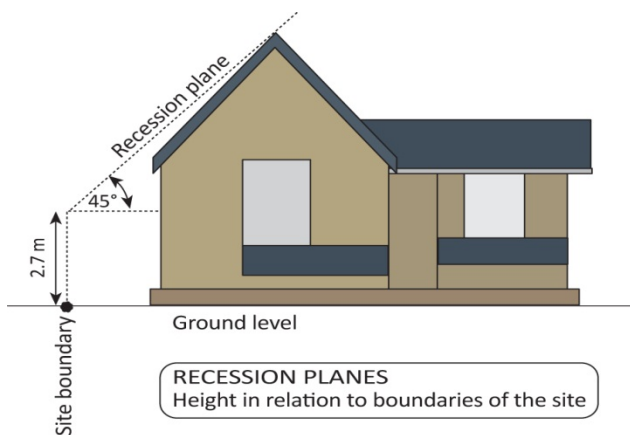 Recession plane
45°
2.7 m
Ground level
Site boundary
RECESSION PLANES
Height in relation to boundaries of the site